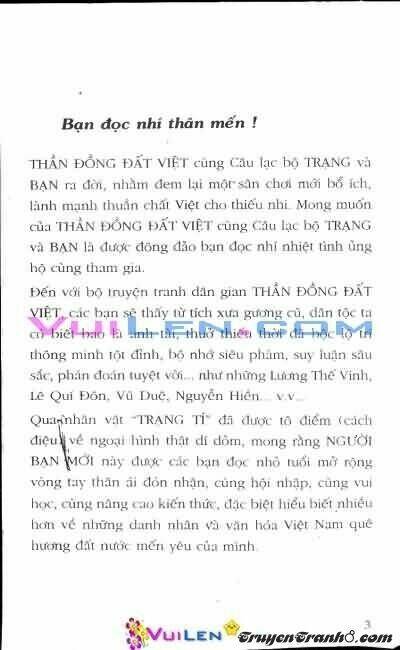 Bạn đọc nhí thân mến !
THẦN ĐỒNG ĐẤT VIỆT cùng Câu lạc bộ TRẠNG và
BẠN ra đời, nhằm đem lại một sân chơi mới bổ ích,
lành mạnh thuần chất Việt cho thiếu nhi. Mong muốn
của THẦN ĐỒNG ĐẤT VIỆT cùng Câu lạc bộ TRẠNG
và BẠN là được đông đảo bạn đọc nhí nhiệt tình ủng
hộ cùng tham gia.
Đến với bộ truyện tranh dân gian THẦN ĐỒNG ĐẤT
VIỆT, các bạn sẽ thấy từ tích xưa gương cũ, dân tộc ta
có biết bao là anh tài, thuở thiếu thời đã bộc lộ trí
thông minh tột đỉnh, bộ nhớ siêu phàm, suy luận sâu
sắc, phán đoán tuyệt vời... như những Lương Thế Vinh,
Lê Quí Đôn, Vũ Duệ, Nguyễn Hiền... v.v...
Qua nhân vật "TRẠNG TÍ" đã được tô điểm (cách
điệu) về ngoại hình thật dí dỏm, mong rằng NGƯỜI
BẠN MỚI này được các bạn đọc nhỏ tuổi mở rộng
vòng tay thân ái đón nhận, cùng hội nhập, cùng vui
học, cùng nâng cao kiến thức, đặc biệt hiểu biết nhiều
hơn về những danh nhân và văn hóa Việt Nam quê
hương đất nước mến yêu của mình.
VUILEN.COM
3
VUILEN
TruyenTranh8.com